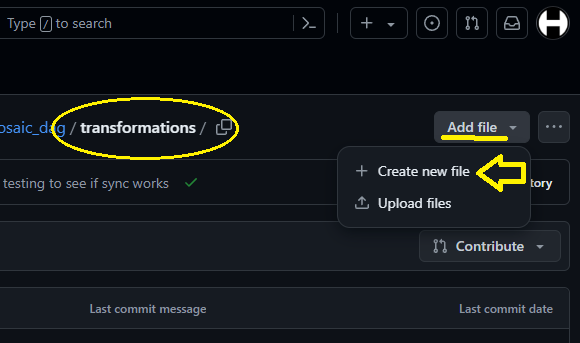 Type / to search
osaic_dag / transformations /
Add file
Create new file
testing to see if sync works
tory
Upload files
Contribute
Last commit message
Last commit date